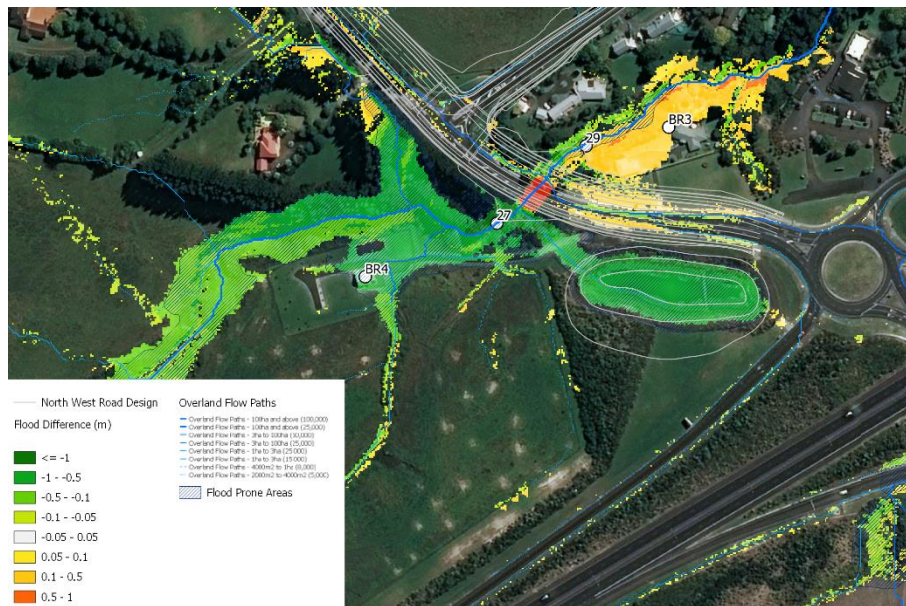 BR3
29
27
BR4
North West Road Design
Flood Difference (m)
<= -1
-1 - -0.5
-0.5 - -0.1
-0.1 - -0.05
-0.05 - 0.05
0.05 - 0.1
0.1 - 0.5
0.5 - 1
Overland Flow Paths
Overland Flow Paths - 100ha and above (100,000)
Overland Flow Paths - 100ha and above (25,000)
Overland Flow Paths - 3ha to 100ha (50,000)
Overland Flow Paths - 3ha to 100ha (25,000)
Overland Flow Paths - 1ha to 3ha (25 000)
Overland Flow Paths - 1ha to 3ha (15 000)
Overland Flow Paths - 4000m2 to 1ha (8,000)
Overland Flow Paths - 2000m2 to 4000m2 (5,000)
Flood Prone Areas